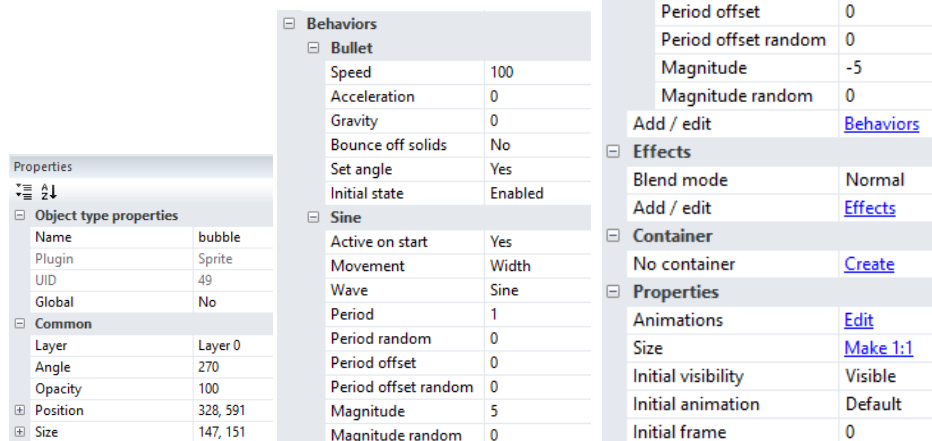 Properties
Object type properties
Name bubble
Plugin Sprite
UID 49
Global No
Common
Layer Layer 0
Angle 270
Opacity 100
Position 328, 591
Size 147, 151
Behaviors
Bullet
Speed 100
Acceleration 0
Gravity 0
Bounce off solids No
Set angle Yes
Initial state Enabled
Sine
Active on start Yes
Movement Width
Wave Sine
Period 1
Period random 0
Period offset 0
Period offset random 0
Magnitude 5
Magnitude random 0
Period offset 0
Period offset random 0
Magnitude -5
Magnitude random 0
Add / edit Behaviors
Effects
Blend mode Normal
Add / edit Effects
Container
No container Create
Properties
Animations Edit
Size Make 1:1
Initial visibility Visible
Initial animation Default
Initial frame 0